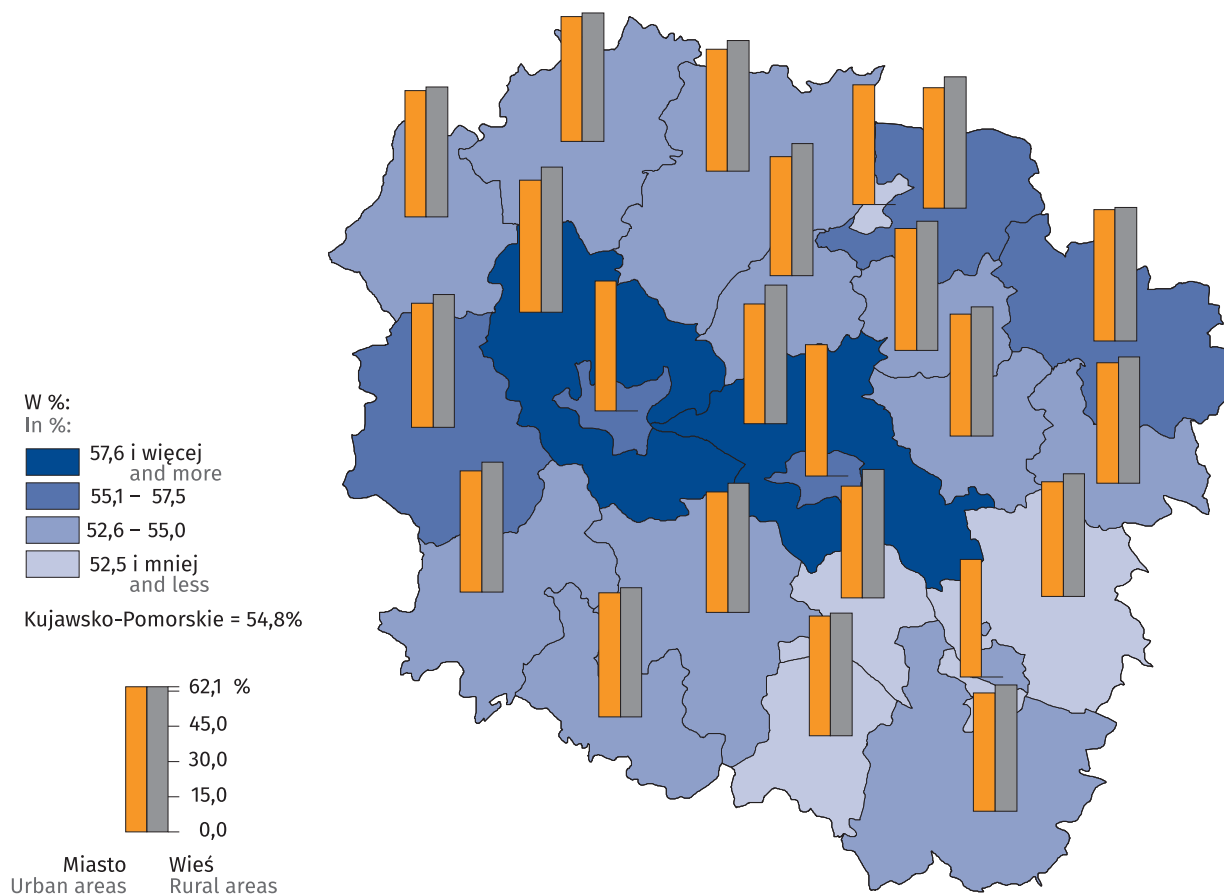 W %:
In %:
57,6 i więcej
and more
55,1 – 57,5
52,6 – 55,0
52,5 i mniej
and less
Kujawsko-Pomorskie = 54,8%
62,1 %
45,0
30,0
15,0
0,0
Miasto Wieś
Urban areas Rural areas